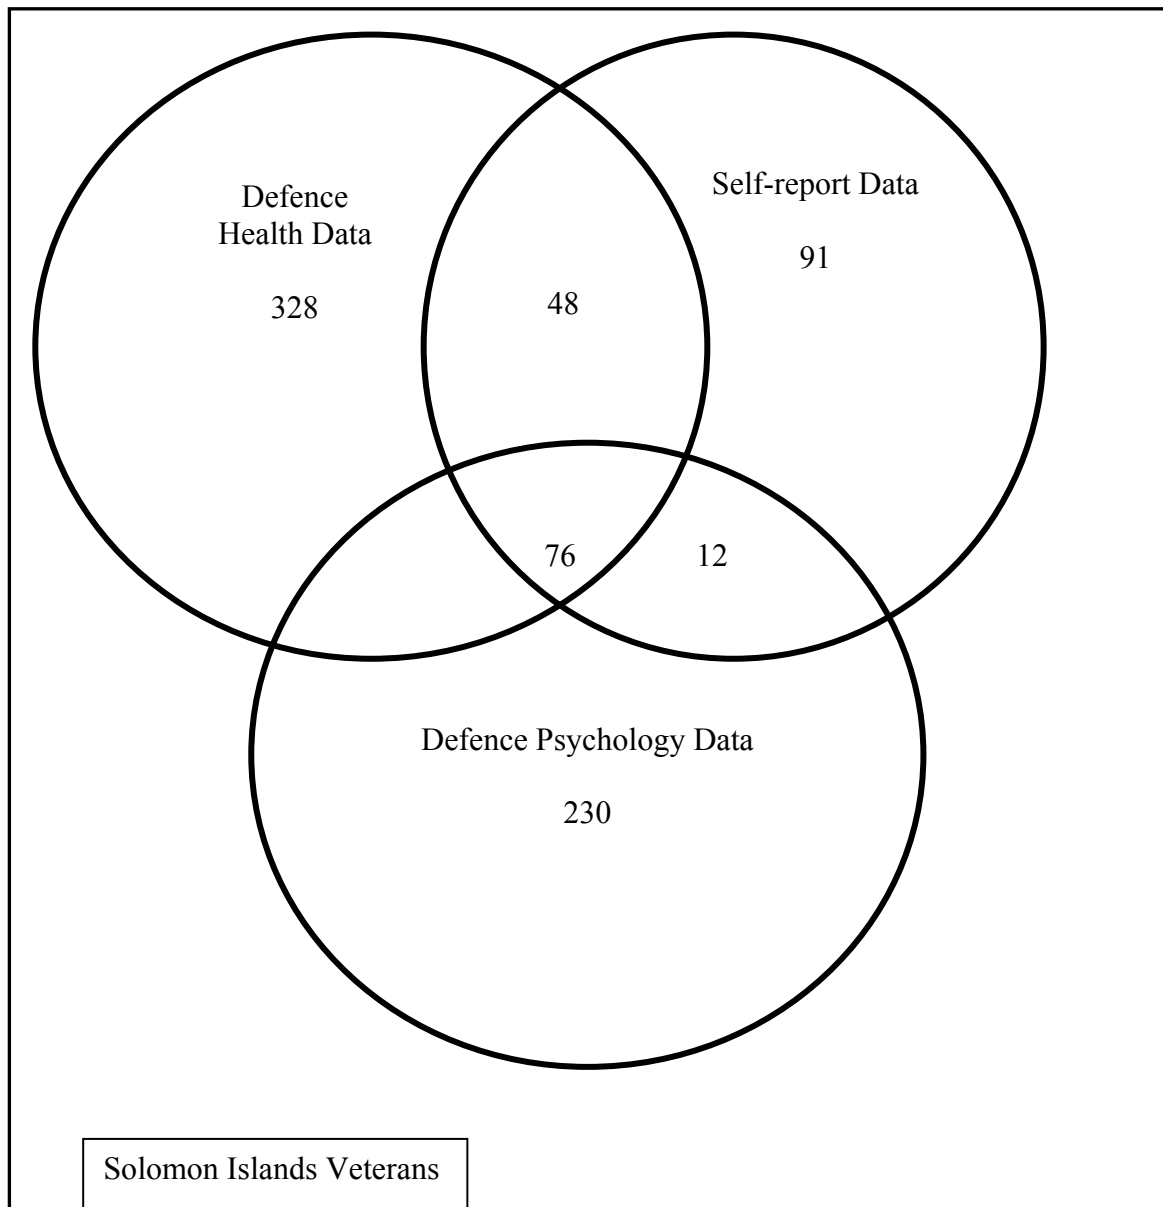 Defence
Health Data
328
48
Self-report Data
91
76
12
Defence Psychology Data
230
Solomon Islands Veterans